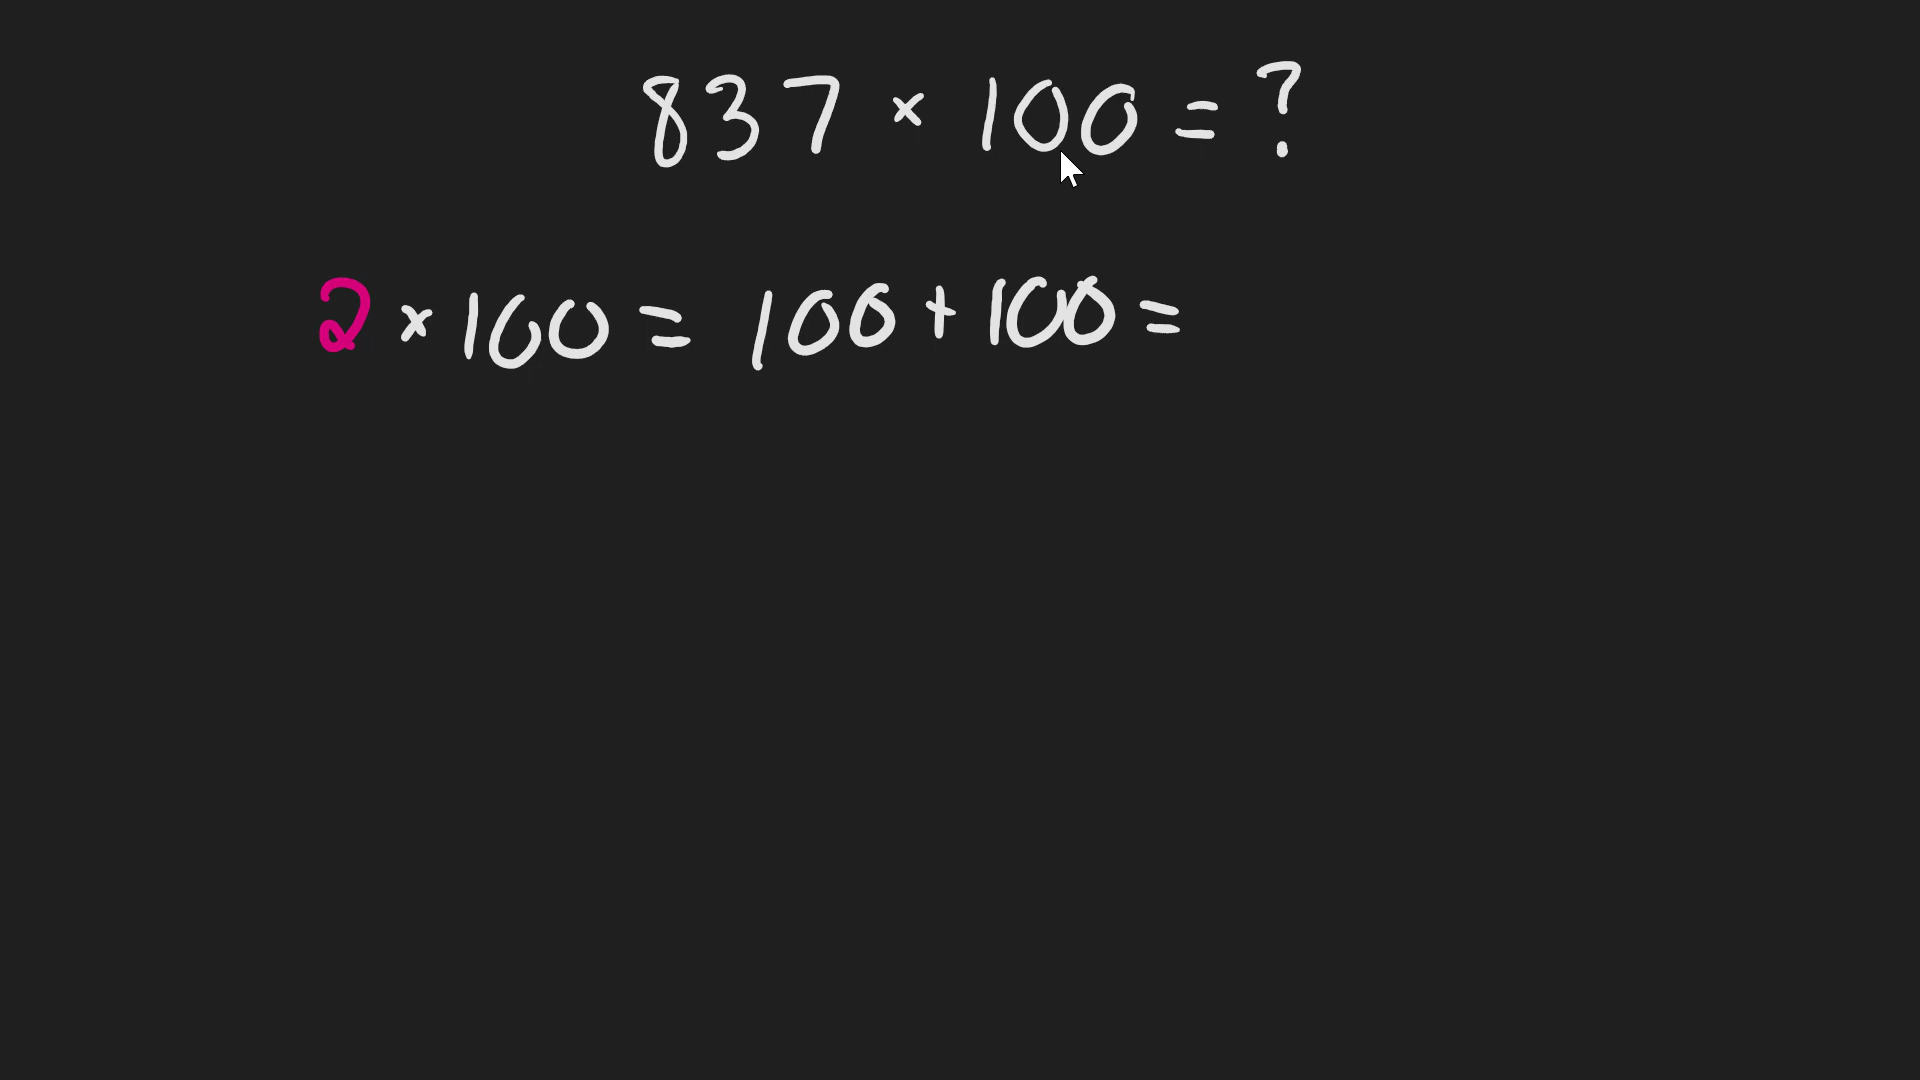 837 × 100 = ?
2 × 100 = 100 + 100 =